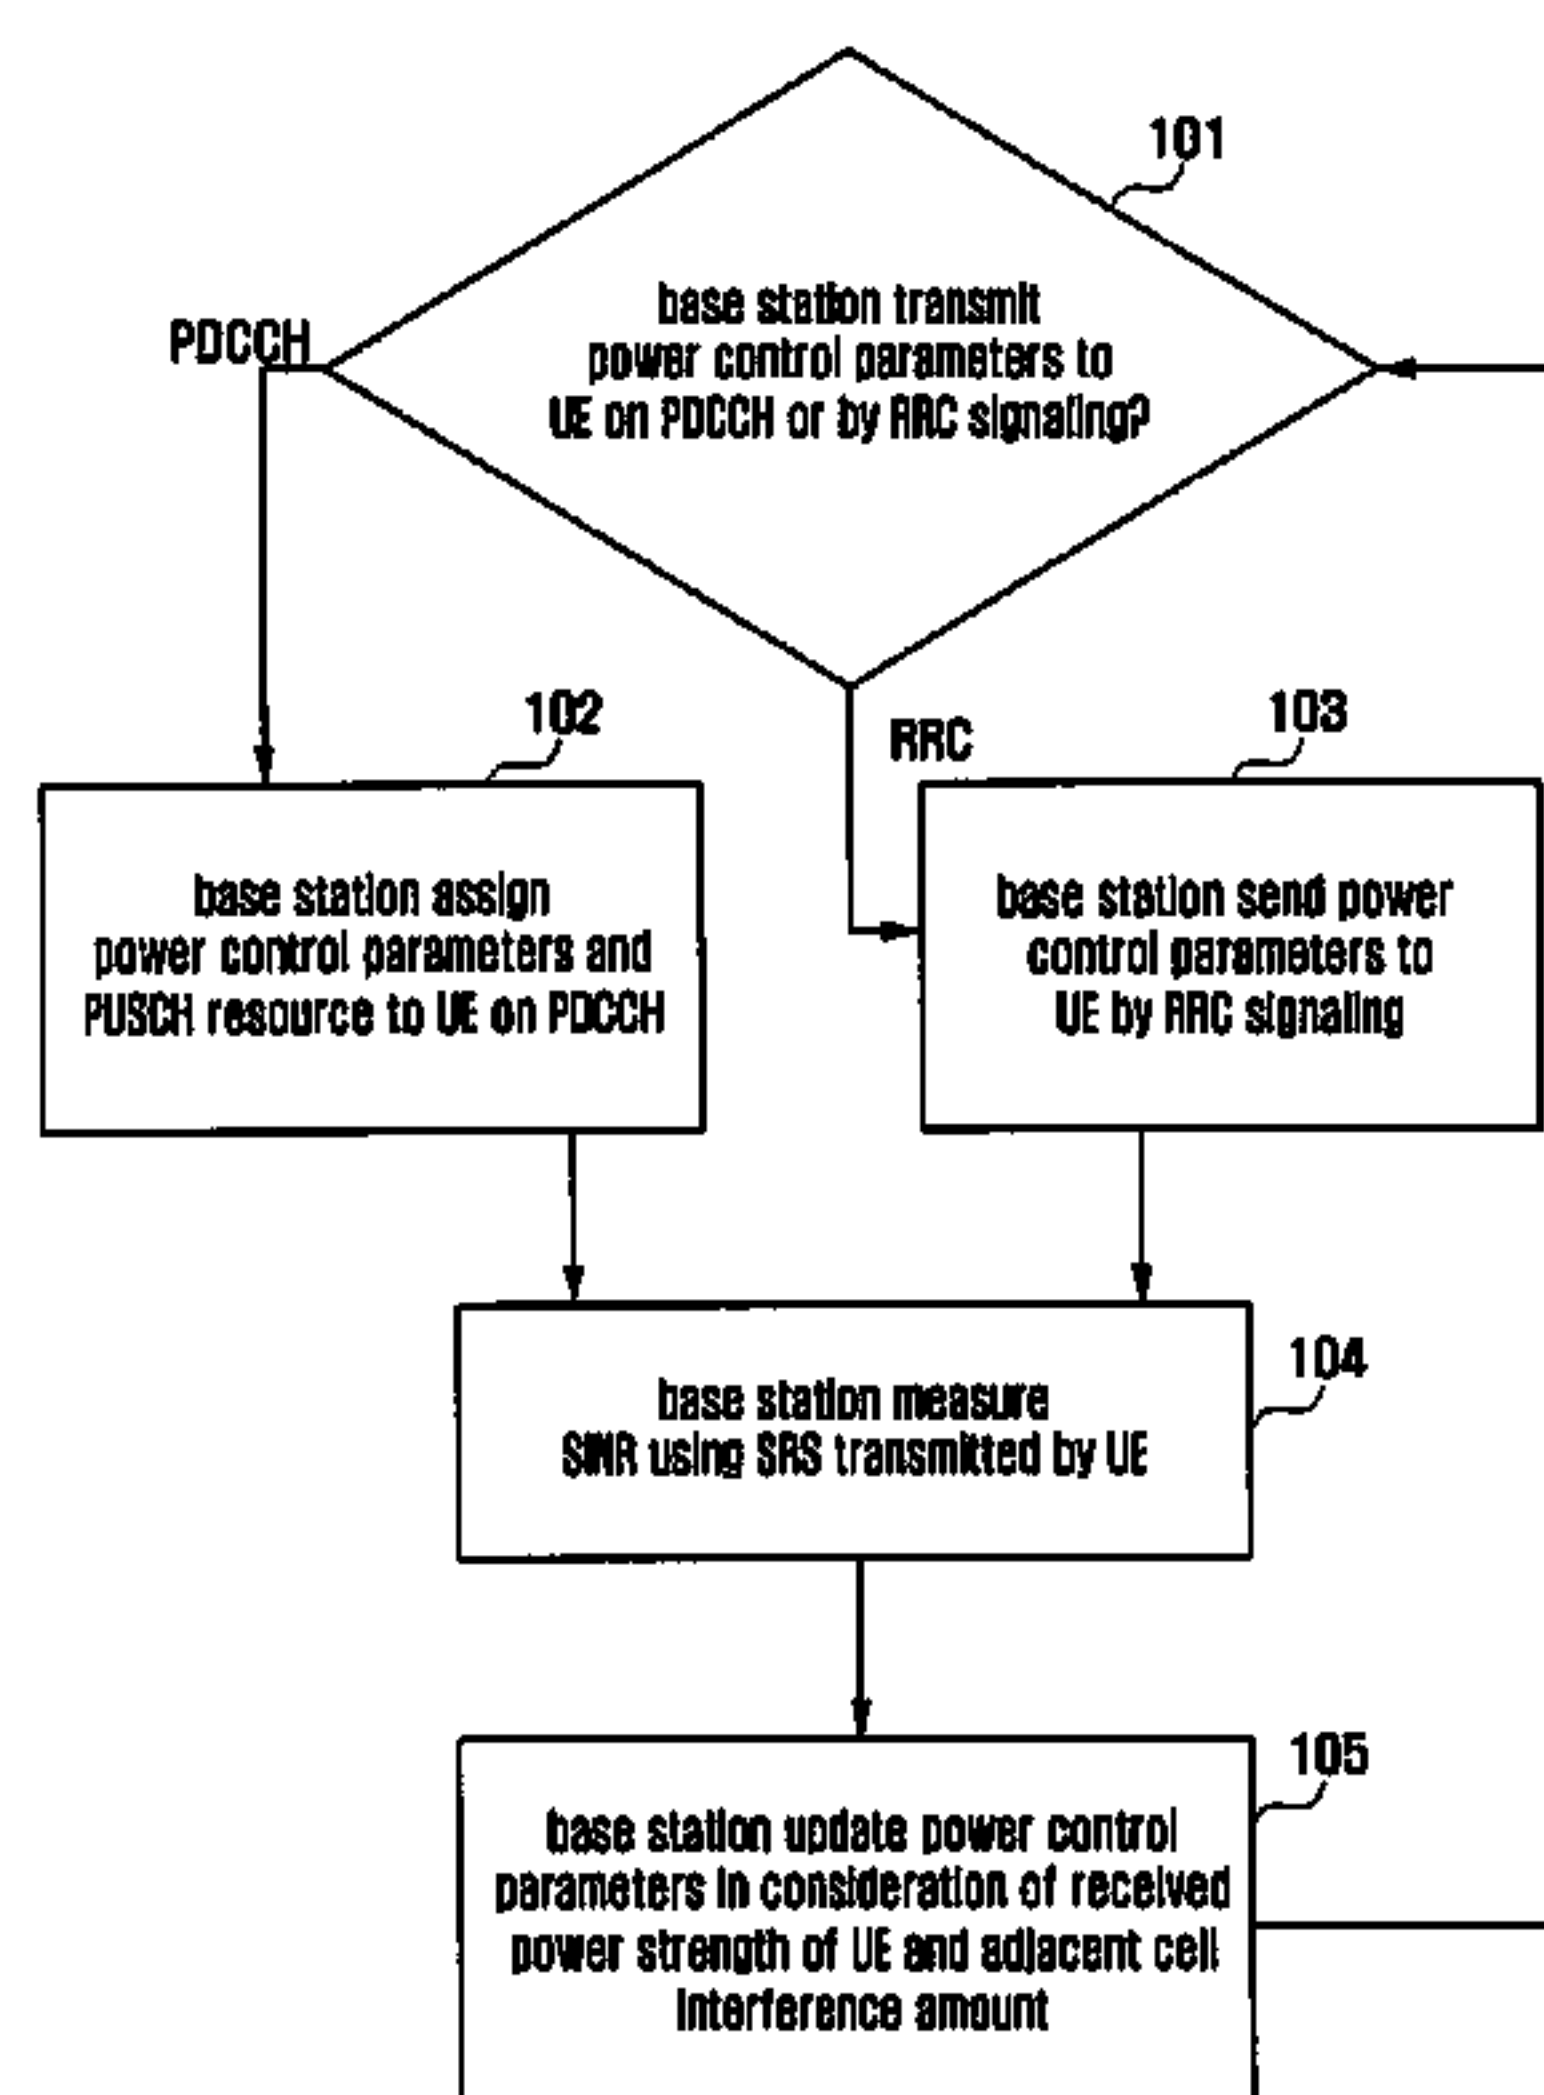 101
base station transmit
power control parameters to
UE on PDCCH or by RRC signaling?
PDCCH
RRC
102
base station assign
power control parameters and
PUSCH resource to UE on PDCCH
103
base station send power
control parameters to
UE by RRC signaling
104
base station measure
SINR using SRS transmitted by UE
105
base station update power control
parameters in consideration of received
power strength of UE and adjacent cell
interference amount